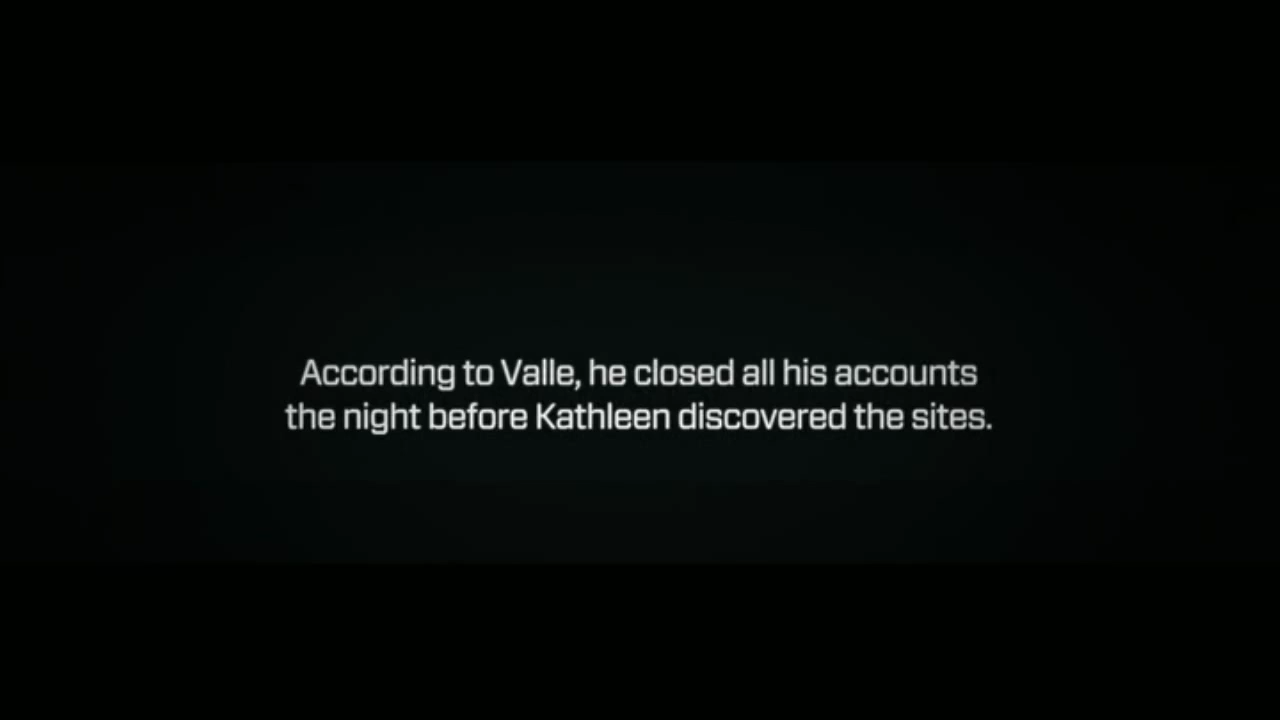 According to Valle, he closed all his accounts
the night before Kathleen discovered the sites.